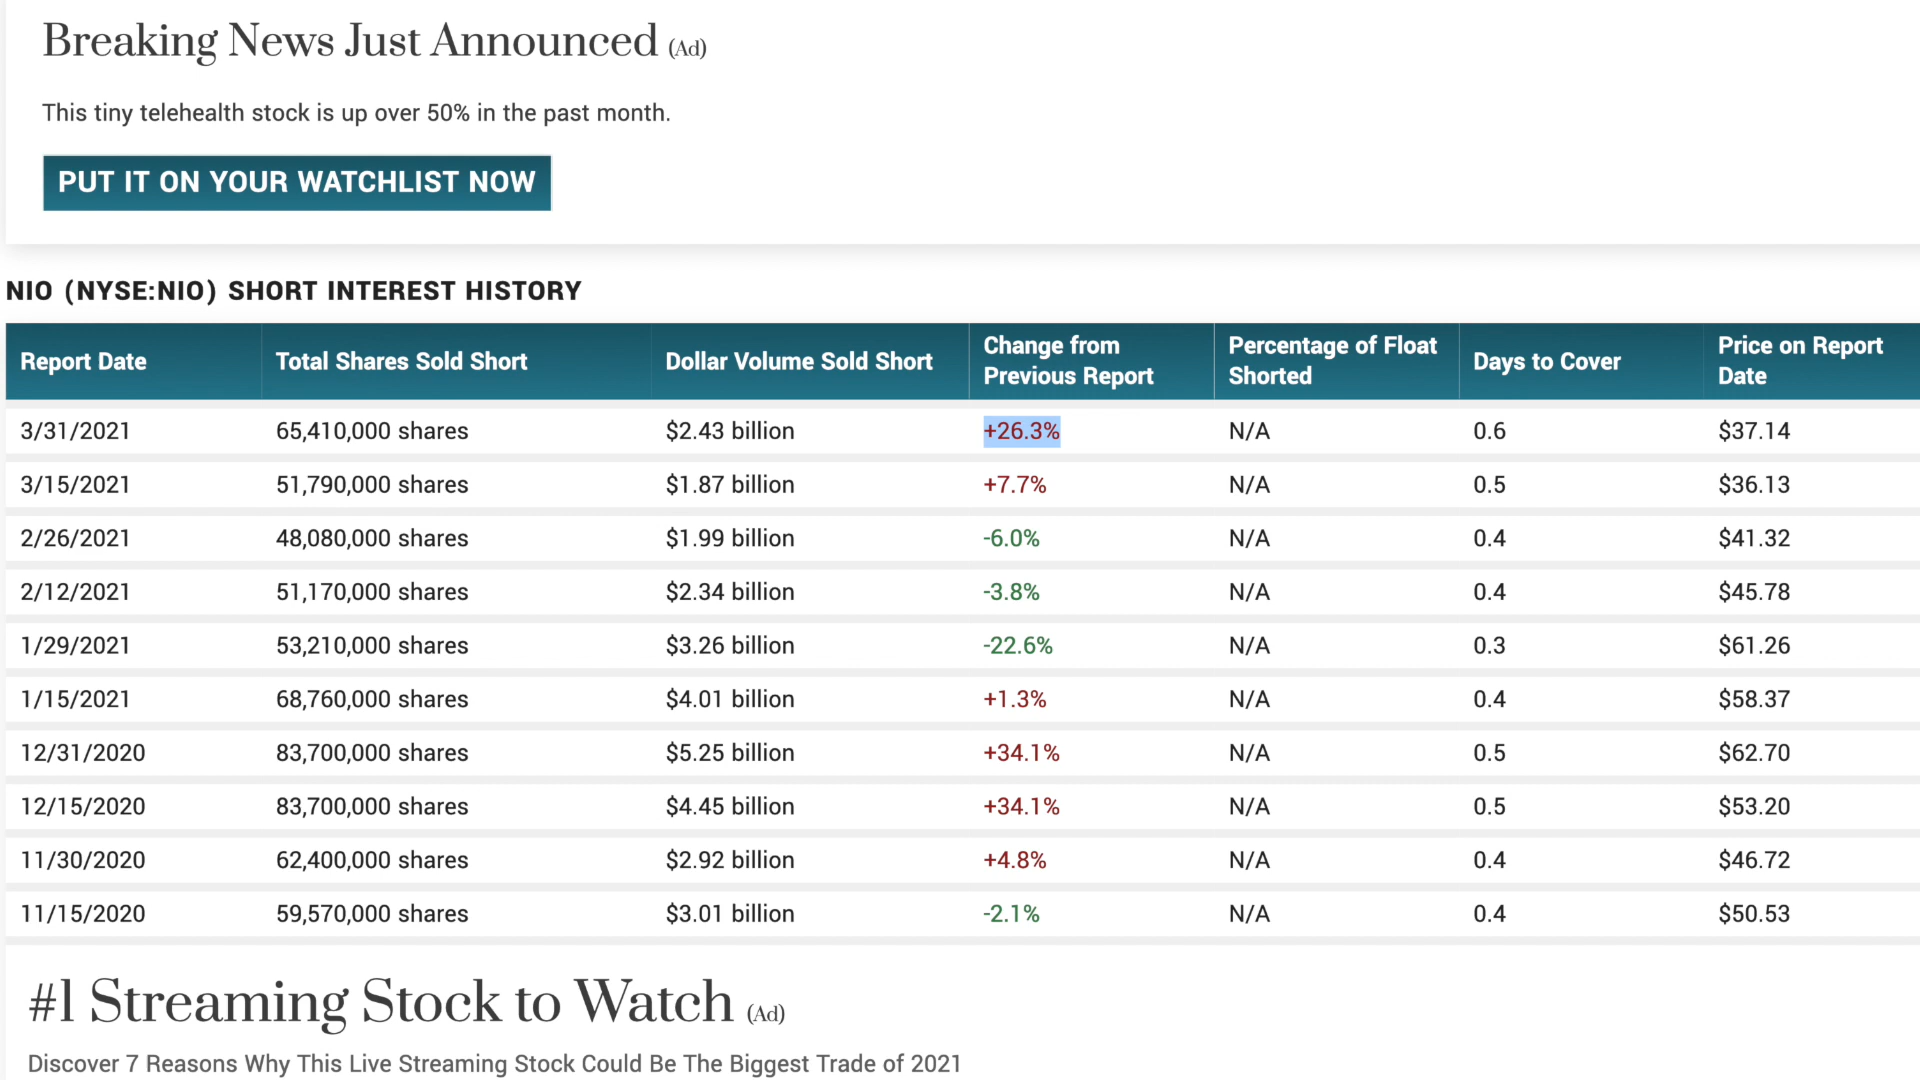 Breaking News Just Announced (Ad)
This tiny telehealth stock is up over 50% in the past month.
PUT IT ON YOUR WATCHLIST NOW
NIO (NYSE:NIO) SHORT INTEREST HISTORY
Report Date Total Shares Sold Short Dollar Volume Sold Short Change from Previous Report Percentage of Float Shorted Days to Cover Price on Report Date
3/31/2021 65,410,000 shares $2.43 billion +26.3% N/A 0.6 $37.14
3/15/2021 51,790,000 shares $1.87 billion +7.7% N/A 0.5 $36.13
2/26/2021 48,080,000 shares $1.99 billion -6.0% N/A 0.4 $41.32
2/12/2021 51,170,000 shares $2.34 billion -3.8% N/A 0.4 $45.78
1/29/2021 53,210,000 shares $3.26 billion -22.6% N/A 0.3 $61.26
1/15/2021 68,760,000 shares $4.01 billion +1.3% N/A 0.4 $58.37
12/31/2020 83,700,000 shares $5.25 billion +34.1% N/A 0.5 $62.70
12/15/2020 83,700,000 shares $4.45 billion +34.1% N/A 0.5 $53.20
11/30/2020 62,400,000 shares $2.92 billion +4.8% N/A 0.4 $46.72
11/15/2020 59,570,000 shares $3.01 billion -2.1% N/A 0.4 $50.53
#1 Streaming Stock to Watch (Ad)
Discover 7 Reasons Why This Live Streaming Stock Could Be The Biggest Trade of 2021